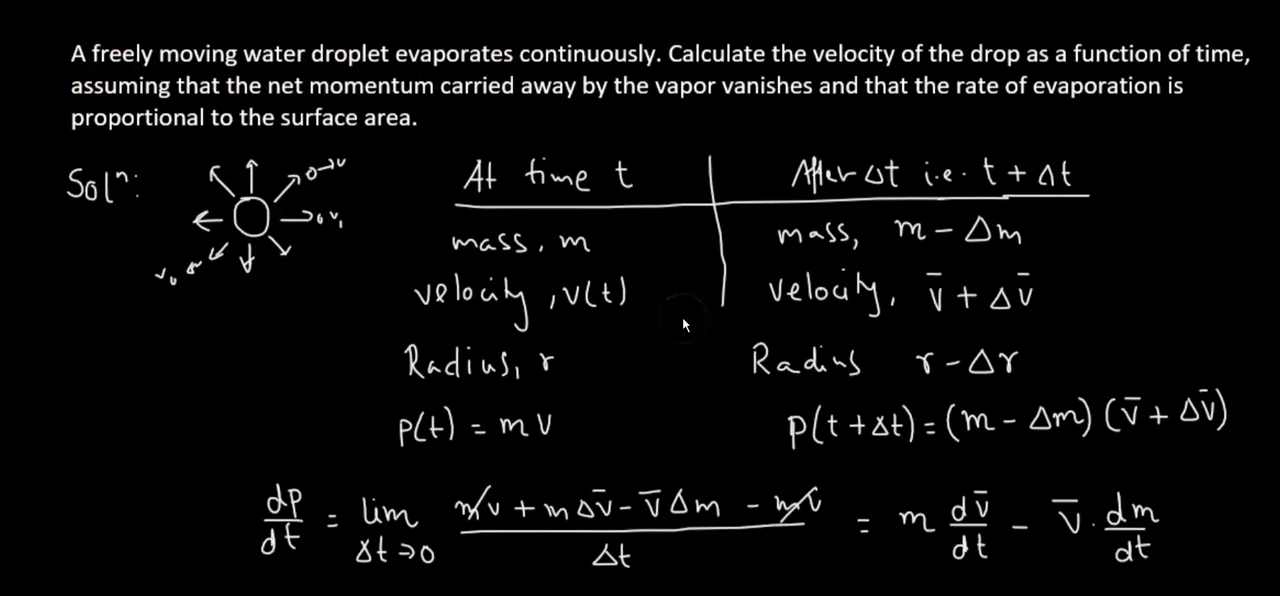 A freely moving water droplet evaporates continuously. Calculate the velocity of the drop as a function of time,
assuming that the net momentum carried away by the vapor vanishes and that the rate of evaporation is
proportional to the surface area.
Solⁿ:
At time t
After Δt i.e. t + Δt
mass, m
mass, m - Δm
velocity, v(t)
velocity, v̄ + Δv̄
Radius, r
Radius r - Δr
P(t) = m v
P(t + Δt) = (m - Δm) (v̄ + Δv̄)
dp/dt = lim Δt→0 (mv + mΔv̄ - v̄Δm - mv)/Δt = m dv̄/dt - v̄ · dm/dt